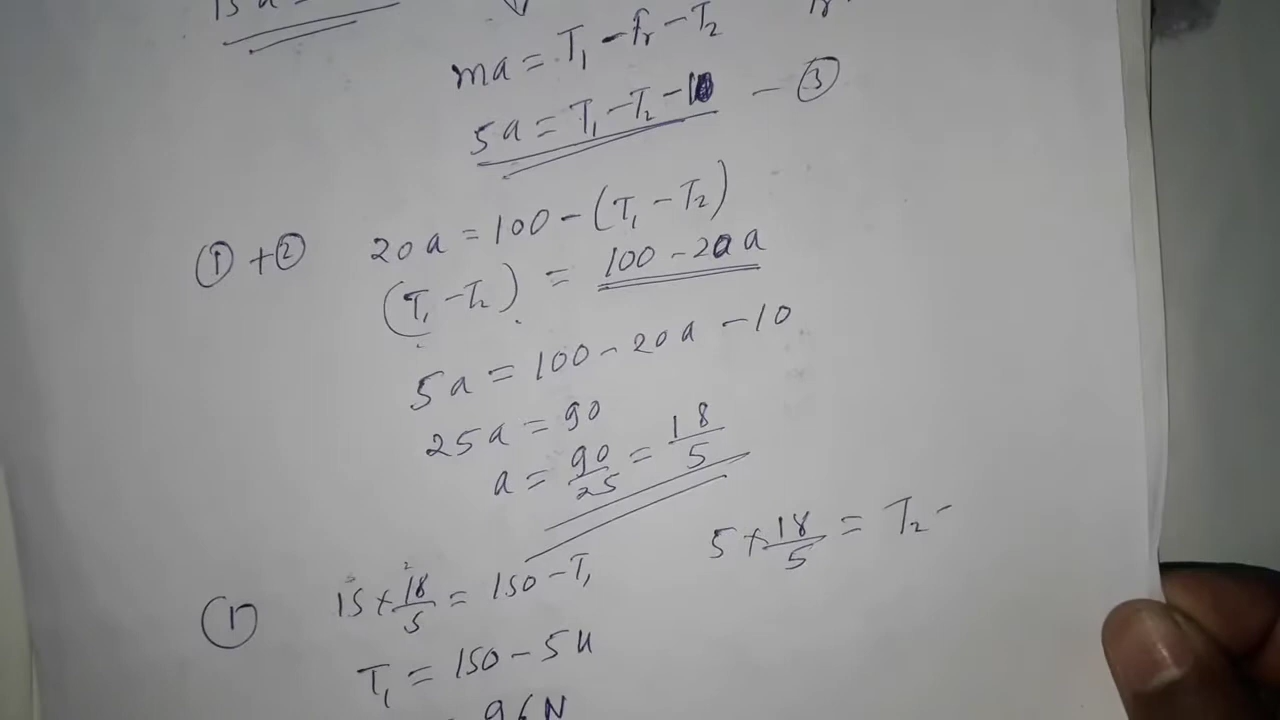 15a =
ma = T₁ - fr - T₂
5a = T₁ - T₂ - 10 - ③
① + ② 20a = 100 - (T₁ - T₂)
(T₁ - T₂) = 100 - 20a
5a = 100 - 20a - 10
25a = 90
a = 90/25 = 18/5
5 × 18/5 = T₂ -
① 15 × 18/5 = 150 - T₁
T₁ = 150 - 54
96N